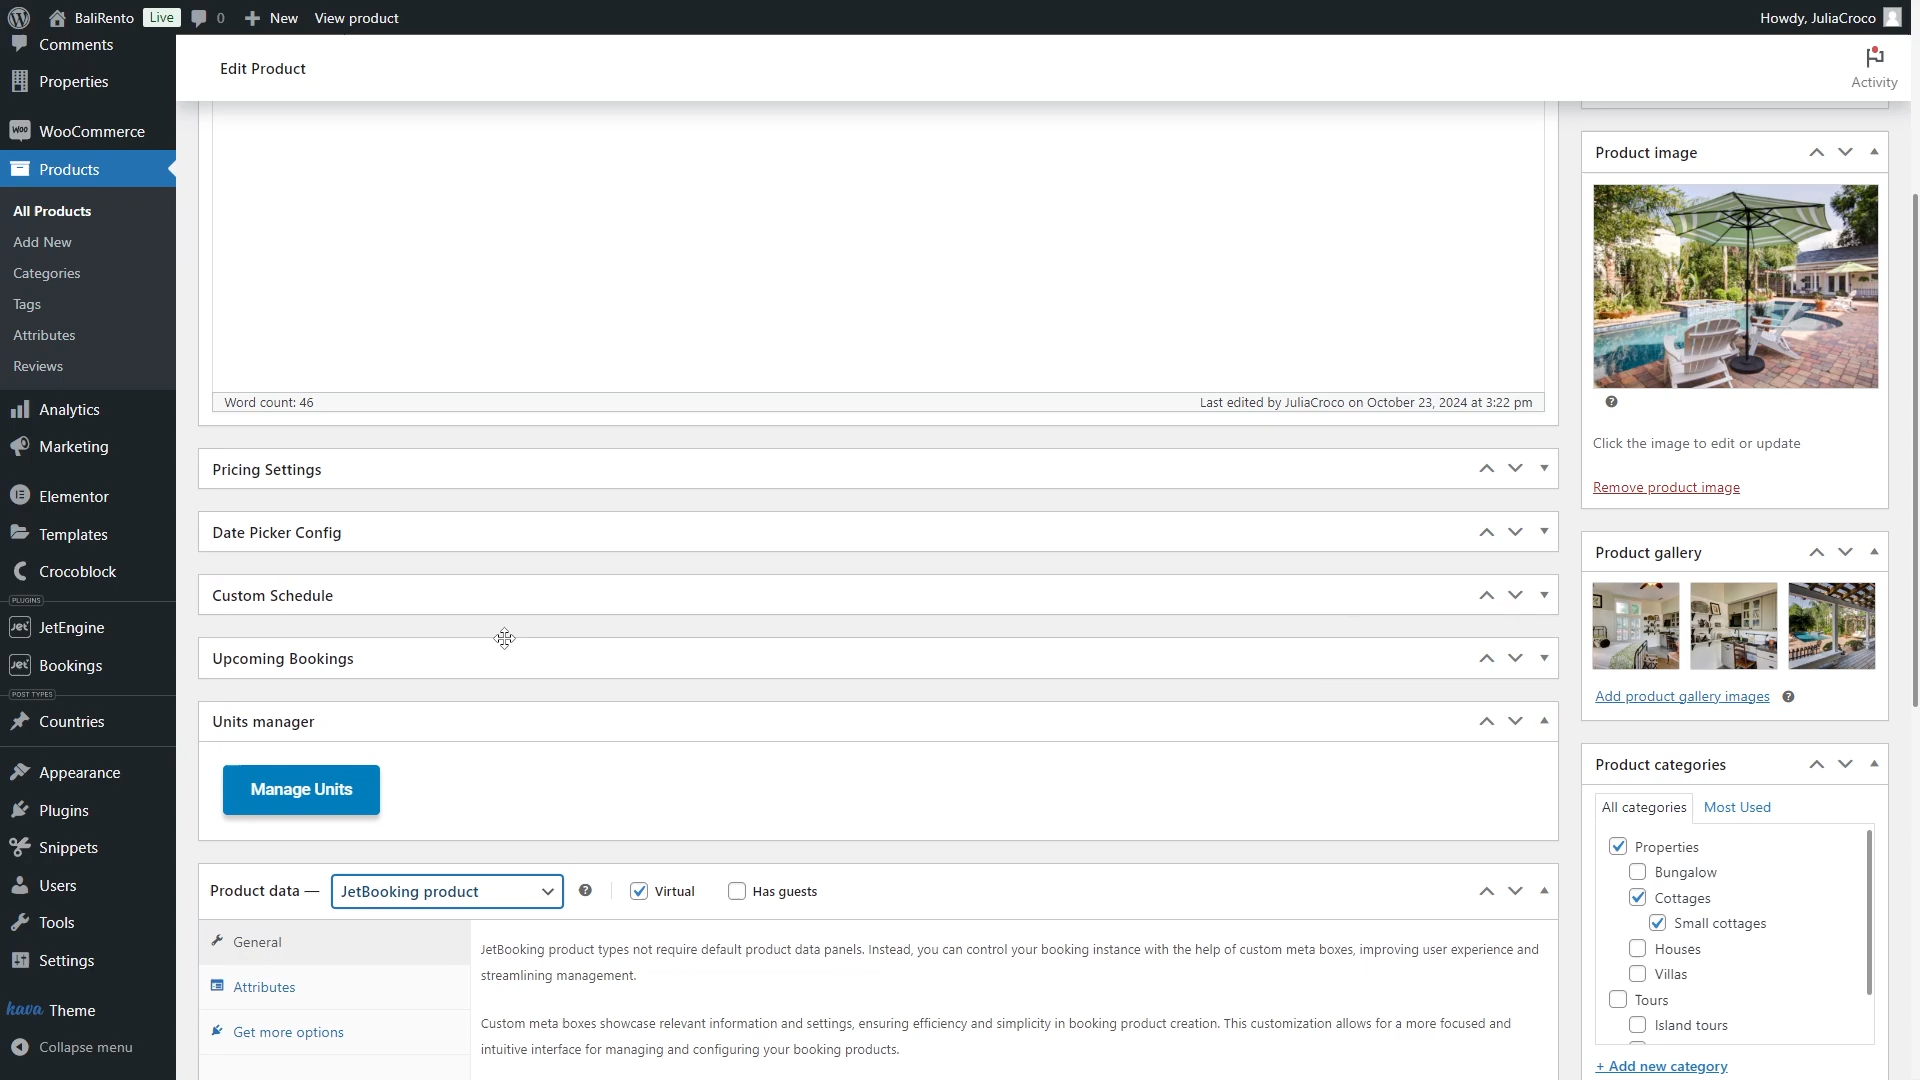 BaliRento Live 0 New View product
Howdy, JuliaCroco
Comments
Properties
WooCommerce
Products
All Products
Add New
Categories
Tags
Attributes
Reviews
Analytics
Marketing
Elementor
Templates
Crocoblock
PLUGINS
JetEngine
Bookings
POST TYPES
Countries
Appearance
Plugins
Snippets
Users
Tools
Settings
hava Theme
Collapse menu
Edit Product
Activity
Word count: 46
Last edited by JuliaCroco on October 23, 2024 at 3:22 pm
Pricing Settings
Date Picker Config
Custom Schedule
Upcoming Bookings
Units manager
Manage Units
Product data — JetBooking product Virtual Has guests
General
Attributes
Get more options
JetBooking product types not require default product data panels. Instead, you can control your booking instance with the help of custom meta boxes, improving user experience and
streamlining management.
Custom meta boxes showcase relevant information and settings, ensuring efficiency and simplicity in booking product creation. This customization allows for a more focused and
intuitive interface for managing and configuring your booking products.
Product image
Click the image to edit or update
Remove product image
Product gallery
Add product gallery images
Product categories
All categories Most Used
Properties
Bungalow
Cottages
Small cottages
Houses
Villas
Tours
Island tours
+ Add new category